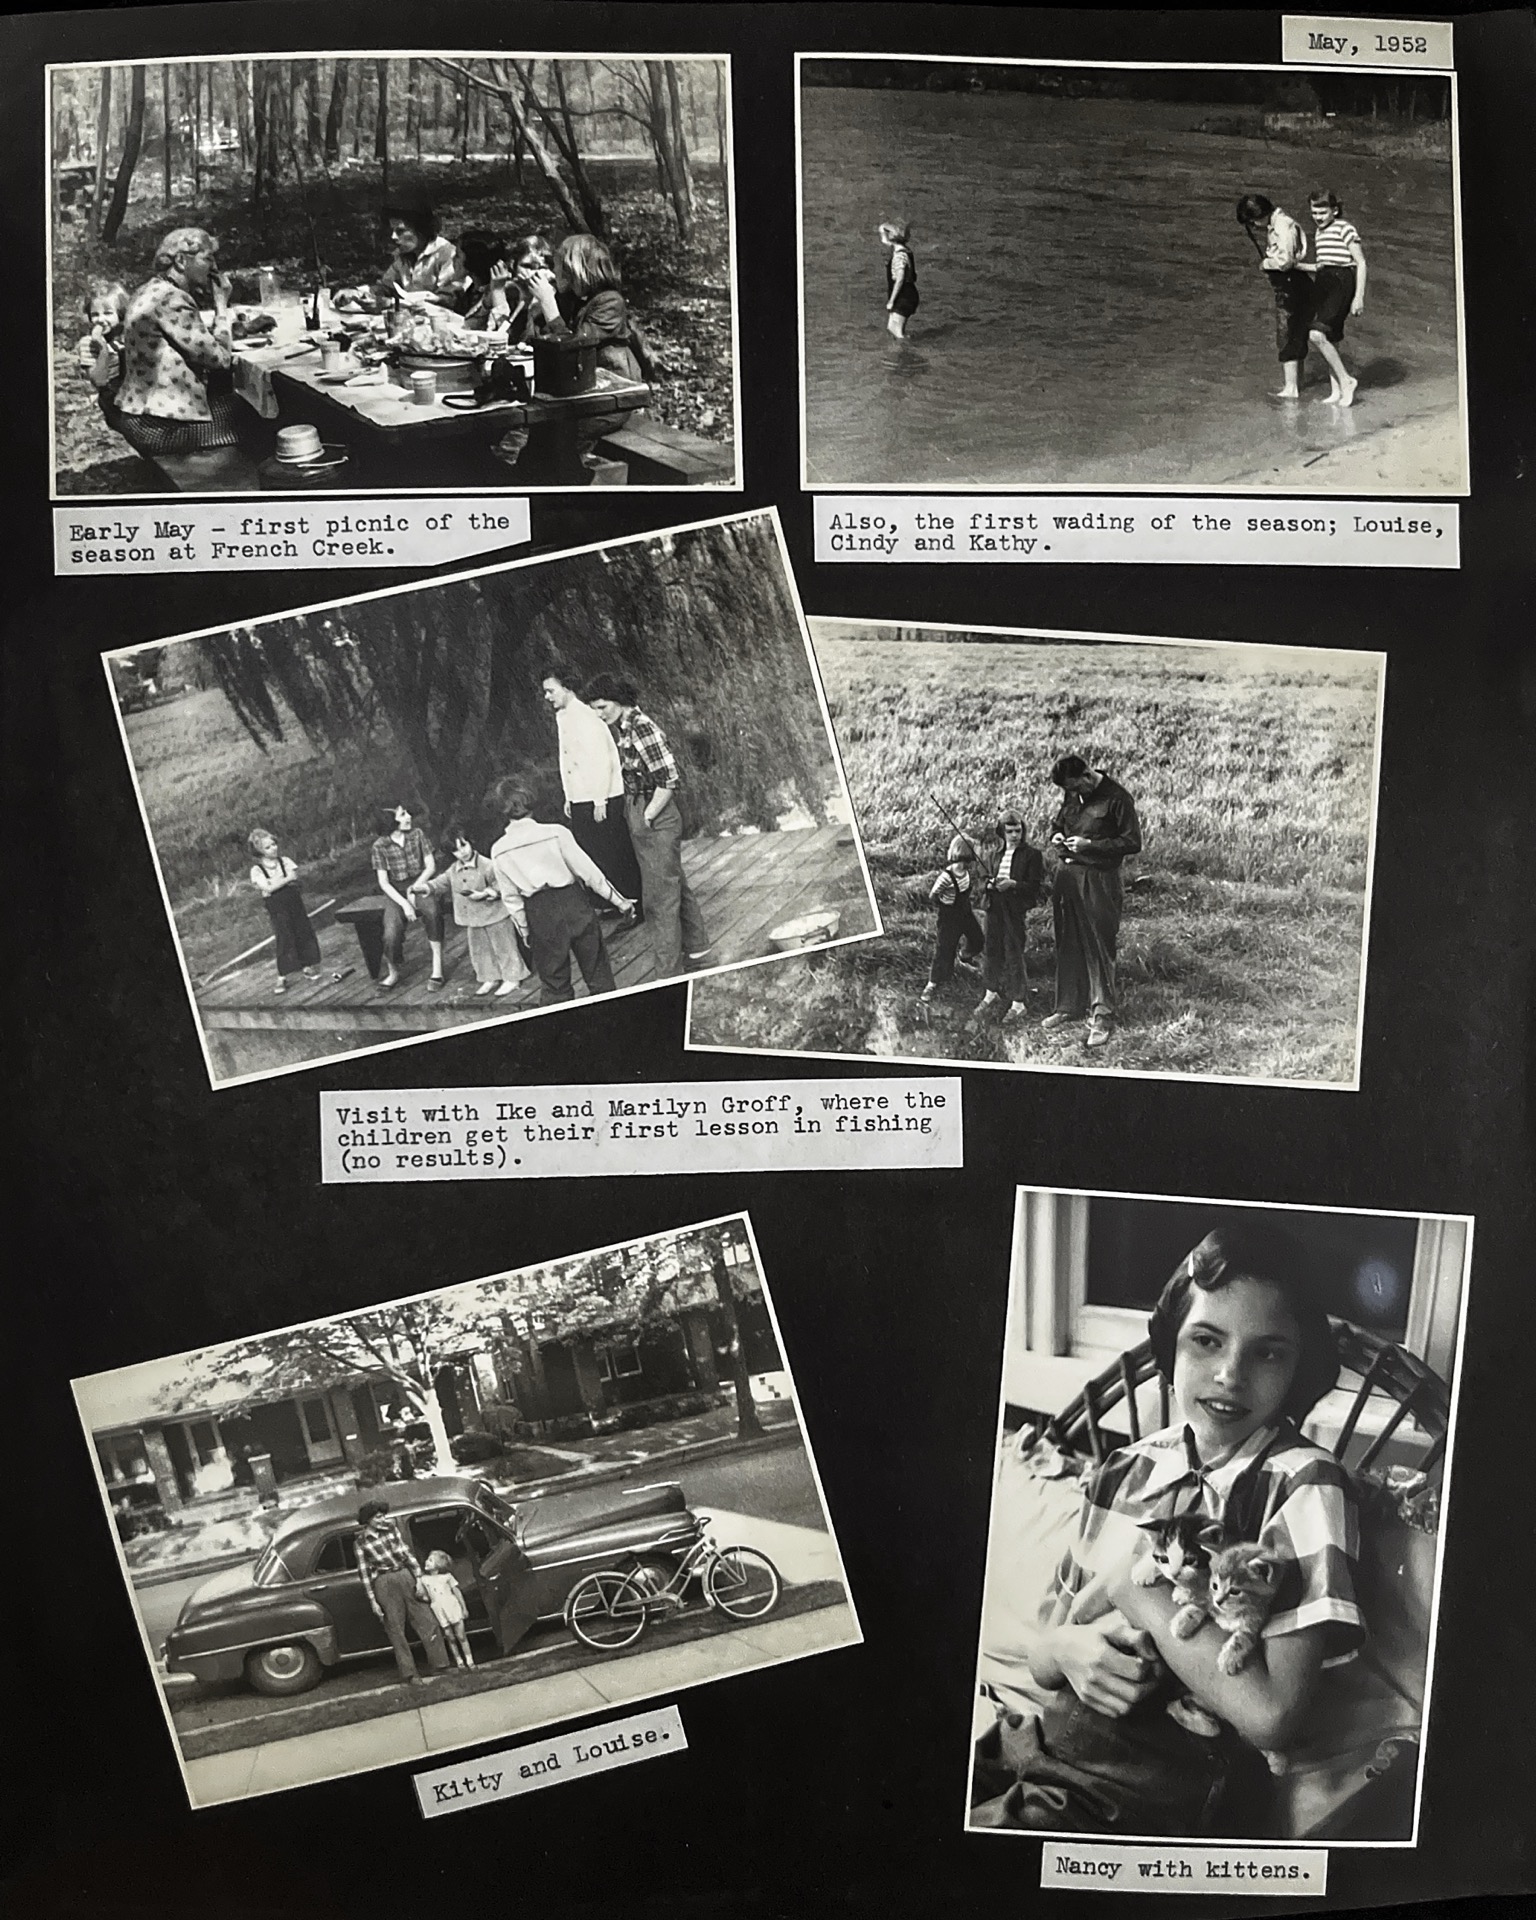 May, 1952
Early May - first picnic of the
season at French Creek.
Also, the first wading of the season; Louise,
Cindy and Kathy.
Visit with Ike and Marilyn Groff, where the
children get their first lesson in fishing
(no results).
Kitty and Louise.
Nancy with kittens.